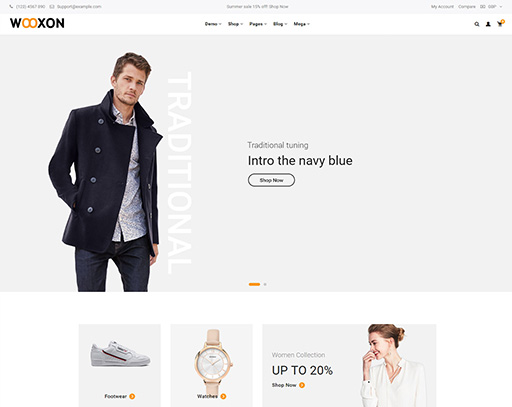 (123) 4567 890 Support@example.com Summer sale 15% off! Shop Now My Account Compare GBP
WOOXON Demo Shop Pages Blog Mega 0
TRADITIONAL
Traditional tuning
Intro the navy blue
Shop Now
Women Collection
UP TO 20%
Shop Now
Footwear Watches